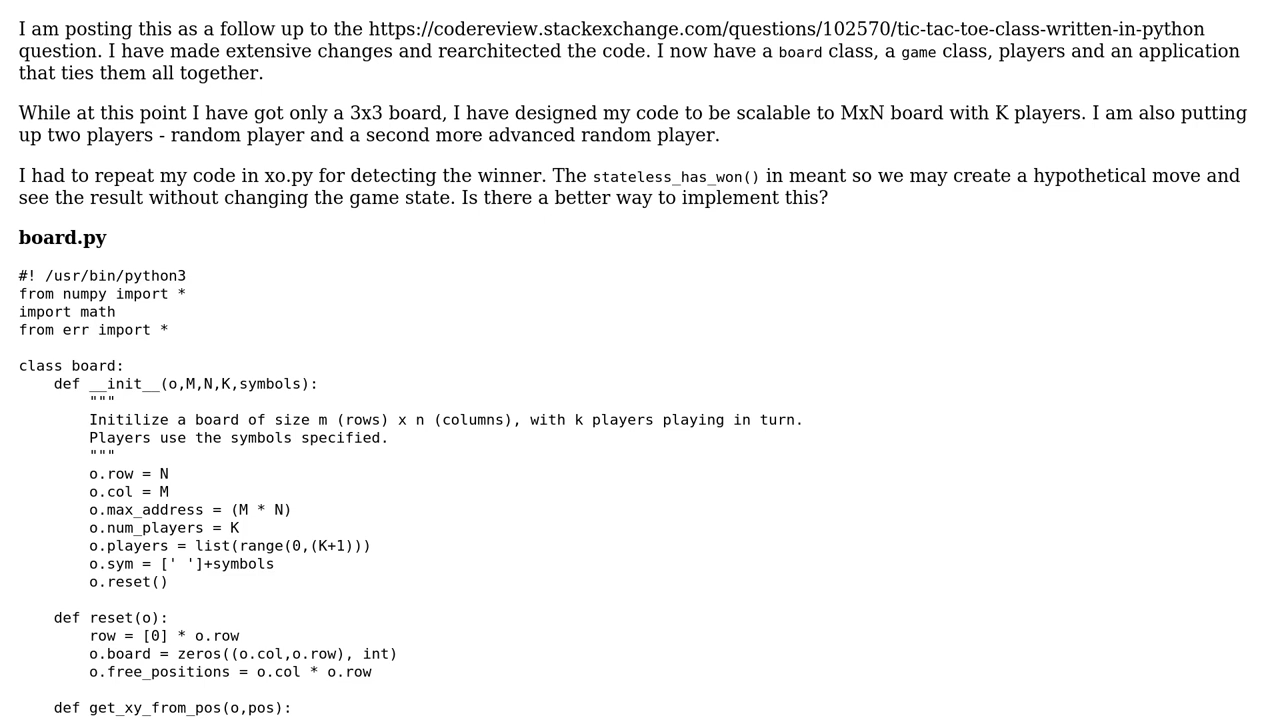 I am posting this as a follow up to the https://codereview.stackexchange.com/questions/102570/tic-tac-toe-class-written-in-python
question. I have made extensive changes and rearchitected the code. I now have a board class, a game class, players and an application
that ties them all together.
While at this point I have got only a 3x3 board, I have designed my code to be scalable to MxN board with K players. I am also putting
up two players - random player and a second more advanced random player.
I had to repeat my code in xo.py for detecting the winner. The stateless_has_won() in meant so we may create a hypothetical move and
see the result without changing the game state. Is there a better way to implement this?
board.py
#! /usr/bin/python3
from numpy import *
import math
from err import *
class board:
    def __init__(o,M,N,K,symbols):
        """
        Initilize a board of size m (rows) x n (columns), with k players playing in turn.
        Players use the symbols specified.
        """
        o.row = N
        o.col = M
        o.max_address = (M * N)
        o.num_players = K
        o.players = list(range(0,(K+1)))
        o.sym = [' ']+symbols
        o.reset()
    def reset(o):
        row = [0] * o.row
        o.board = zeros((o.col,o.row), int)
        o.free_positions = o.col * o.row
    def get_xy_from_pos(o,pos):